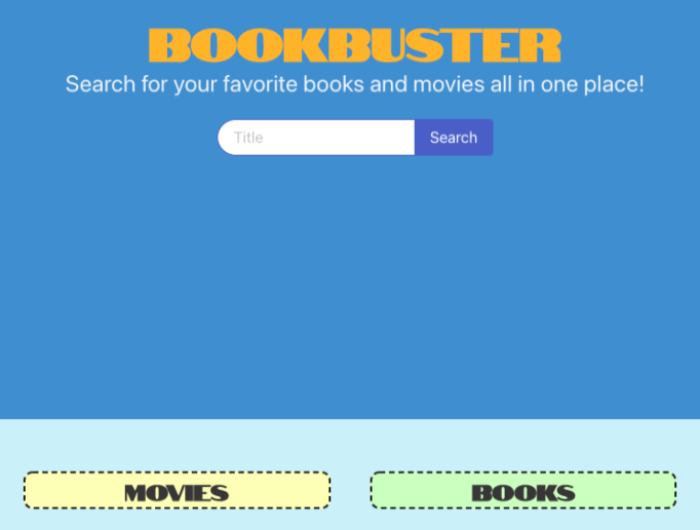 BOOKBUSTER
Search for your favorite books and movies all in one place!
Title
Search
MOVIES
BOOKS